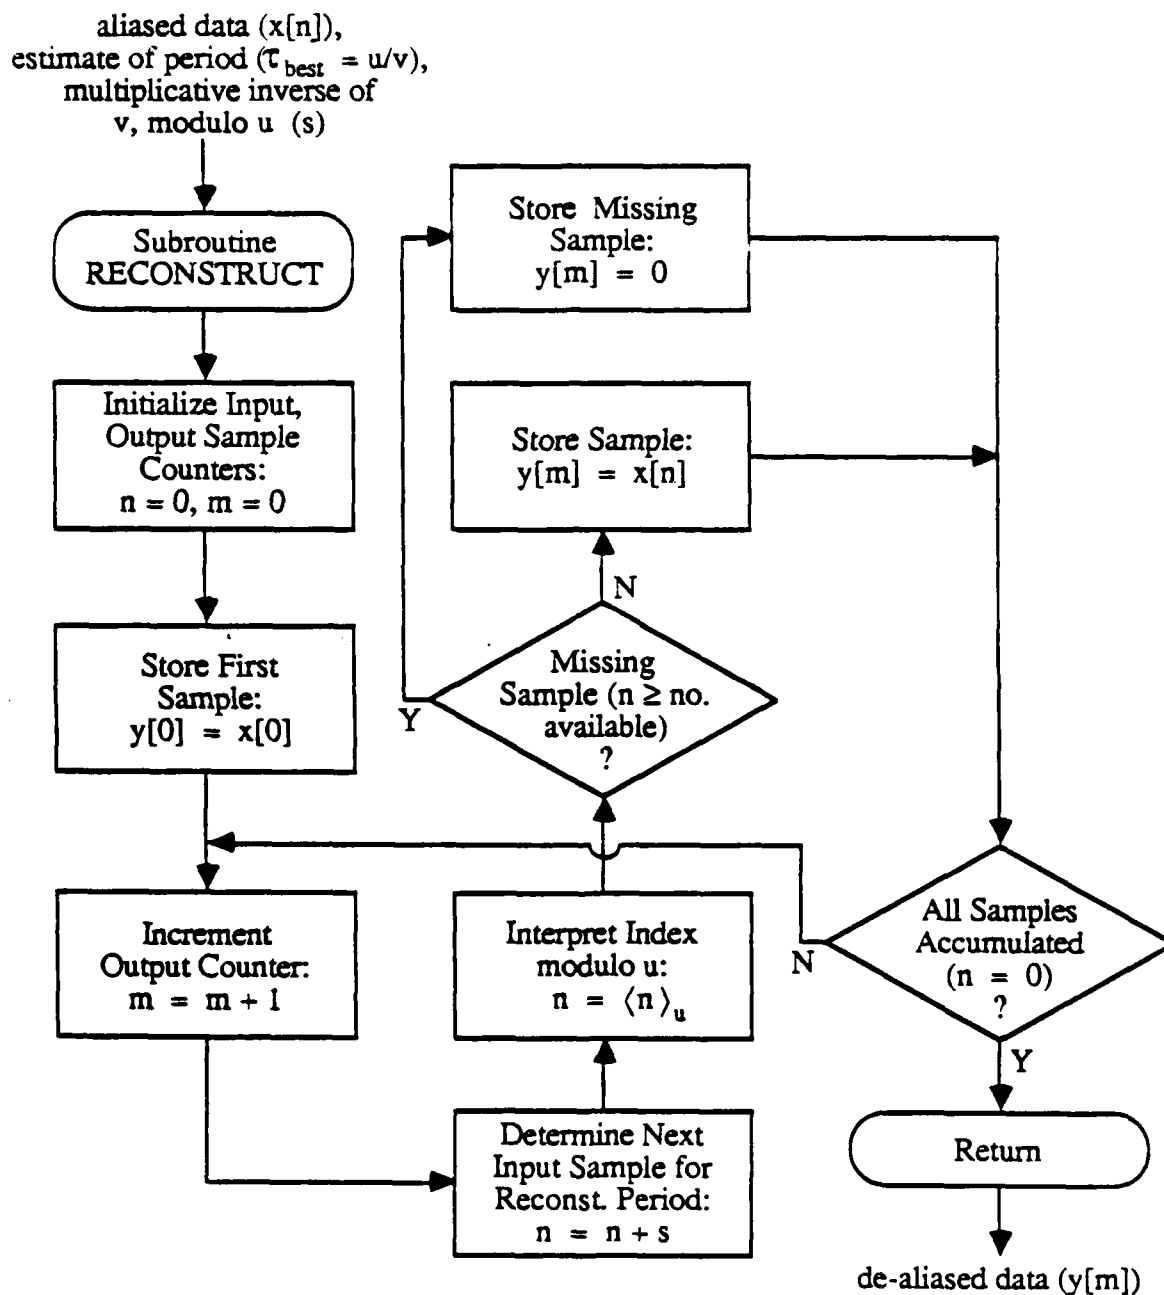 aliased data (x[n]),
estimate of period (τbest = u/v),
multiplicative inverse of
v, modulo u (s)
Subroutine
RECONSTRUCT
Initialize Input,
Output Sample
Counters:
n = 0, m = 0
Store First
Sample:
y[0] = x[0]
Increment
Output Counter:
m = m + 1
Determine Next
Input Sample for
Reconst. Period:
n = n + s
Interpret Index
modulo u:
n = ⟨n⟩u
Missing
Sample (n ≥ no.
available)
?
Y
N
Store Missing
Sample:
y[m] = 0
Store Sample:
y[m] = x[n]
All Samples
Accumulated
(n = 0)
?
N
Y
Return
de-aliased data (y[m])